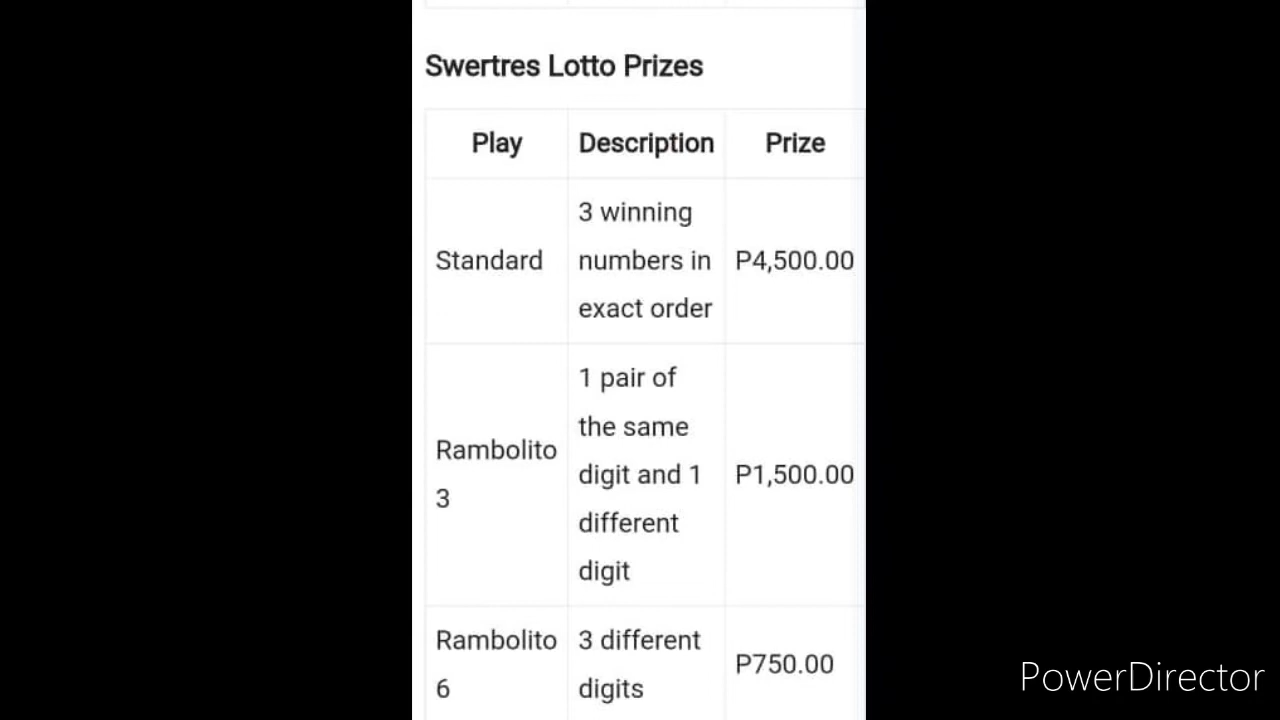 Swertres Lotto Prizes
Play Description Prize
Standard
3 winning
numbers in
exact order
P4,500.00
Rambolito
3
1 pair of
the same
digit and 1
different
digit
P1,500.00
Rambolito
6
3 different
digits
P750.00
PowerDirector